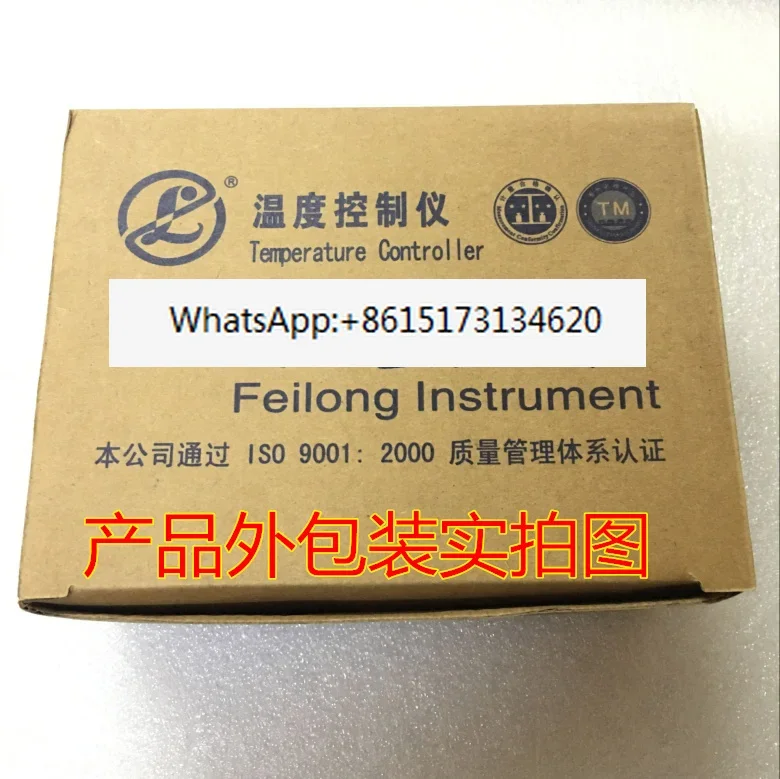 ®
温度控制仪
Temperature Controller
TM
WhatsApp:+8615173134620
Feilong Instrument
本公司通过 ISO 9001: 2000 质量管理体系认证
产品外包装实拍图